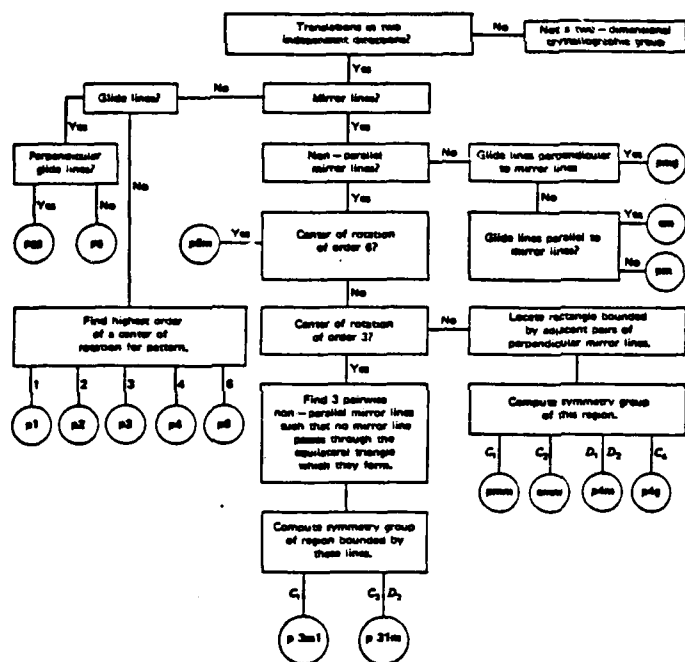 Translations in two
independent directions?
No
Not a two-dimensional
crystallographic group
Yes
Glide lines?
No
Mirror lines?
Yes
Yes
Perpendicular
glide lines?
No
Non-parallel
mirror lines?
No
Glide lines perpendicular
to mirror lines
Yes
pmg
Yes
No
Yes
No
pgg
pg
p6m
Yes
Center of rotation
of order 6?
Glide lines parallel to
mirror lines?
Yes
cm
No
pm
No
Find highest order
of a center of
rotation for pattern.
Center of rotation
of order 3?
No
Locate rectangle bounded
by adjacent pairs of
perpendicular mirror lines.
1
2
3
4
6
Yes
p1
p2
p3
p4
p6
Find 3 pairwise
non-parallel mirror lines
such that no mirror line
passes through the
equilateral triangle
which they form.
Compute symmetry group
of this region.
C₁
C₂
D₁
D₂
C₄
pmm
cmm
p4m
p4g
Compute symmetry group
of region bounded by
these lines.
C₁
C₃
D₃
p 3m1
p 31m